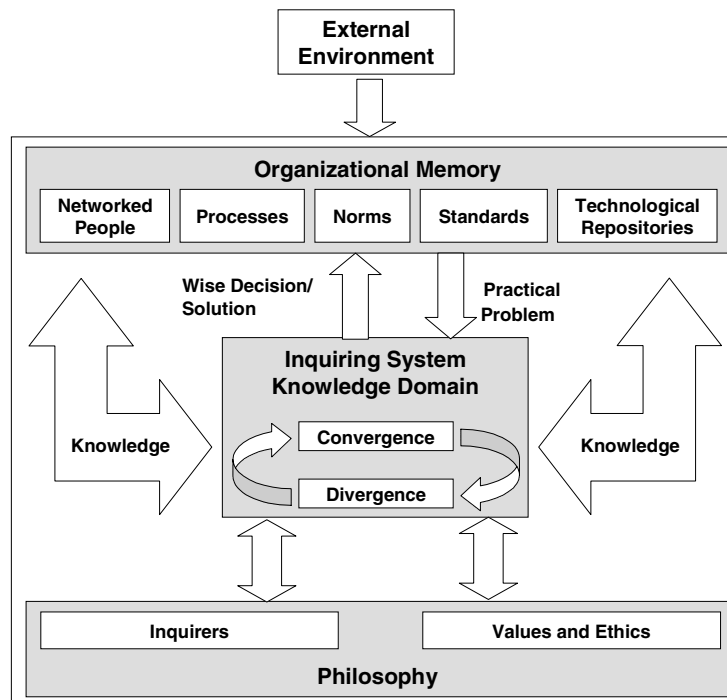 External
Environment
Organizational Memory
Networked
People
Processes
Norms
Standards
Technological
Repositories
Wise Decision/
Solution
Practical
Problem
Inquiring System
Knowledge Domain
Knowledge
Convergence
Divergence
Knowledge
Inquirers
Values and Ethics
Philosophy